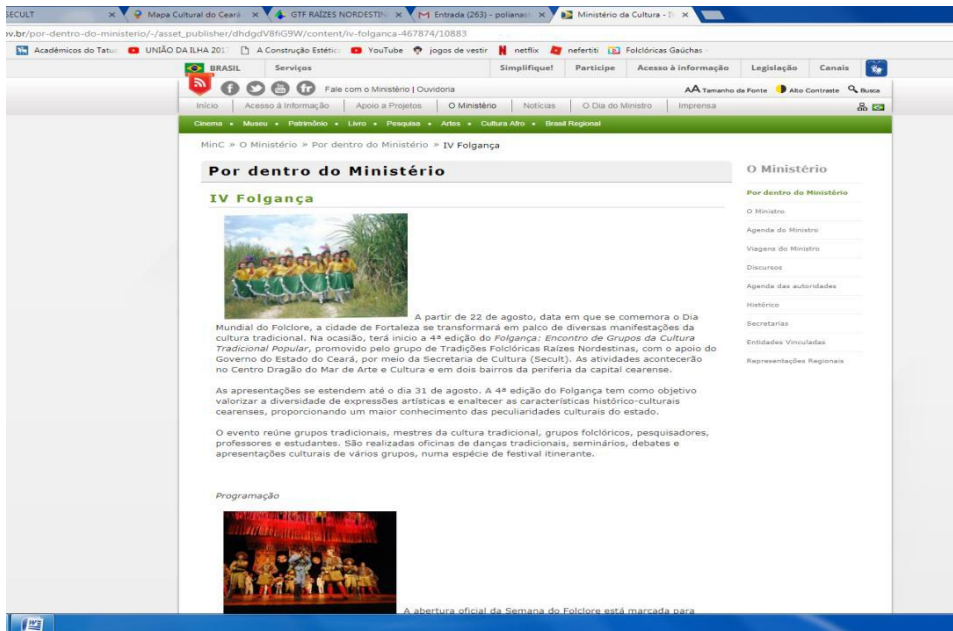 SECULT
Mapa Cultural do Ceará
GTF RAÍZES NORDESTIN
Entrada (263) - polianas
Ministério da Cultura -
ov.br/por-dentro-do-ministerio/-/asset_publisher/dhdgdV8fiG9W/content/iv-folganca-467874/10883
Acadêmicos do Tatu
UNIÃO DA ILHA 201
A Construção Estétic
YouTube
jogos de vestir
netflix
nefertiti
Folclóricas Gaúchas
BRASIL Serviços Simplifique! Participe Acesso à informação Legislação Canais
Fale com o Ministério | Ouvidoria AA Tamanho da Fonte Alto Contraste Busca
Início Acesso à Informação Apoio a Projetos O Ministério Notícias O Dia do Ministro Imprensa
Cinema • Museu • Patrimônio • Livro • Pesquisa • Artes • Cultura Afro • Brasil Regional
MinC » O Ministério » Por dentro do Ministério » IV Folgança
Por dentro do Ministério
IV Folgança
A partir de 22 de agosto, data em que se comemora o Dia
Mundial do Folclore, a cidade de Fortaleza se transformará em palco de diversas manifestações da
cultura tradicional. Na ocasião, terá inicio a 4ª edição do Folgança: Encontro de Grupos da Cultura
Tradicional Popular, promovido pelo grupo de Tradições Folclóricas Raízes Nordestinas, com o apoio do
Governo do Estado do Ceará, por meio da Secretaria de Cultura (Secult). As atividades acontecerão
no Centro Dragão do Mar de Arte e Cultura e em dois bairros da periferia da capital cearense.
As apresentações se estendem até o dia 31 de agosto. A 4ª edição do Folgança tem como objetivo
valorizar a diversidade de expressões artísticas e enaltecer as características histórico-culturais
cearenses, proporcionando um maior conhecimento das peculiaridades culturais do estado.
O evento reúne grupos tradicionais, mestres da cultura tradicional, grupos folclóricos, pesquisadores,
professores e estudantes. São realizadas oficinas de danças tradicionais, seminários, debates e
apresentações culturais de vários grupos, numa espécie de festival itinerante.
Programação
A abertura oficial da Semana do Folclore está marcada para
O Ministério
Por dentro do Ministério
O Ministro
Agenda do Ministro
Viagens do Ministro
Discursos
Agenda das autoridades
Histórico
Secretarias
Entidades Vinculadas
Representações Regionais